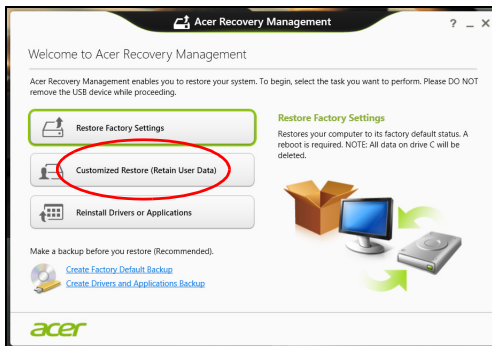 Acer Recovery Management
Welcome to Acer Recovery Management
Acer Recovery Management enables you to restore your system. To begin, select the task you want to perform. Please DO NOT
remove the USB device while proceeding.
Restore Factory Settings
Customized Restore (Retain User Data)
Reinstall Drivers or Applications
Restore Factory Settings
Restores your computer to its factory default status. A
reboot is required. NOTE: All data on drive C will be
deleted.
Make a backup before you restore (Recommended).
Create Factory Default Backup
Create Drivers and Applications Backup
acer